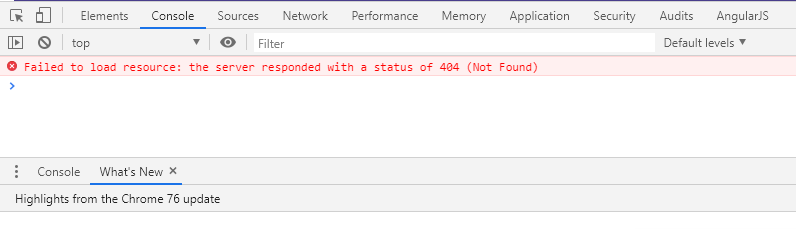 Elements Console Sources Network Performance Memory Application Security Audits AngularJS
top Filter Default levels
Failed to load resource: the server responded with a status of 404 (Not Found)
Console What's New
Highlights from the Chrome 76 update